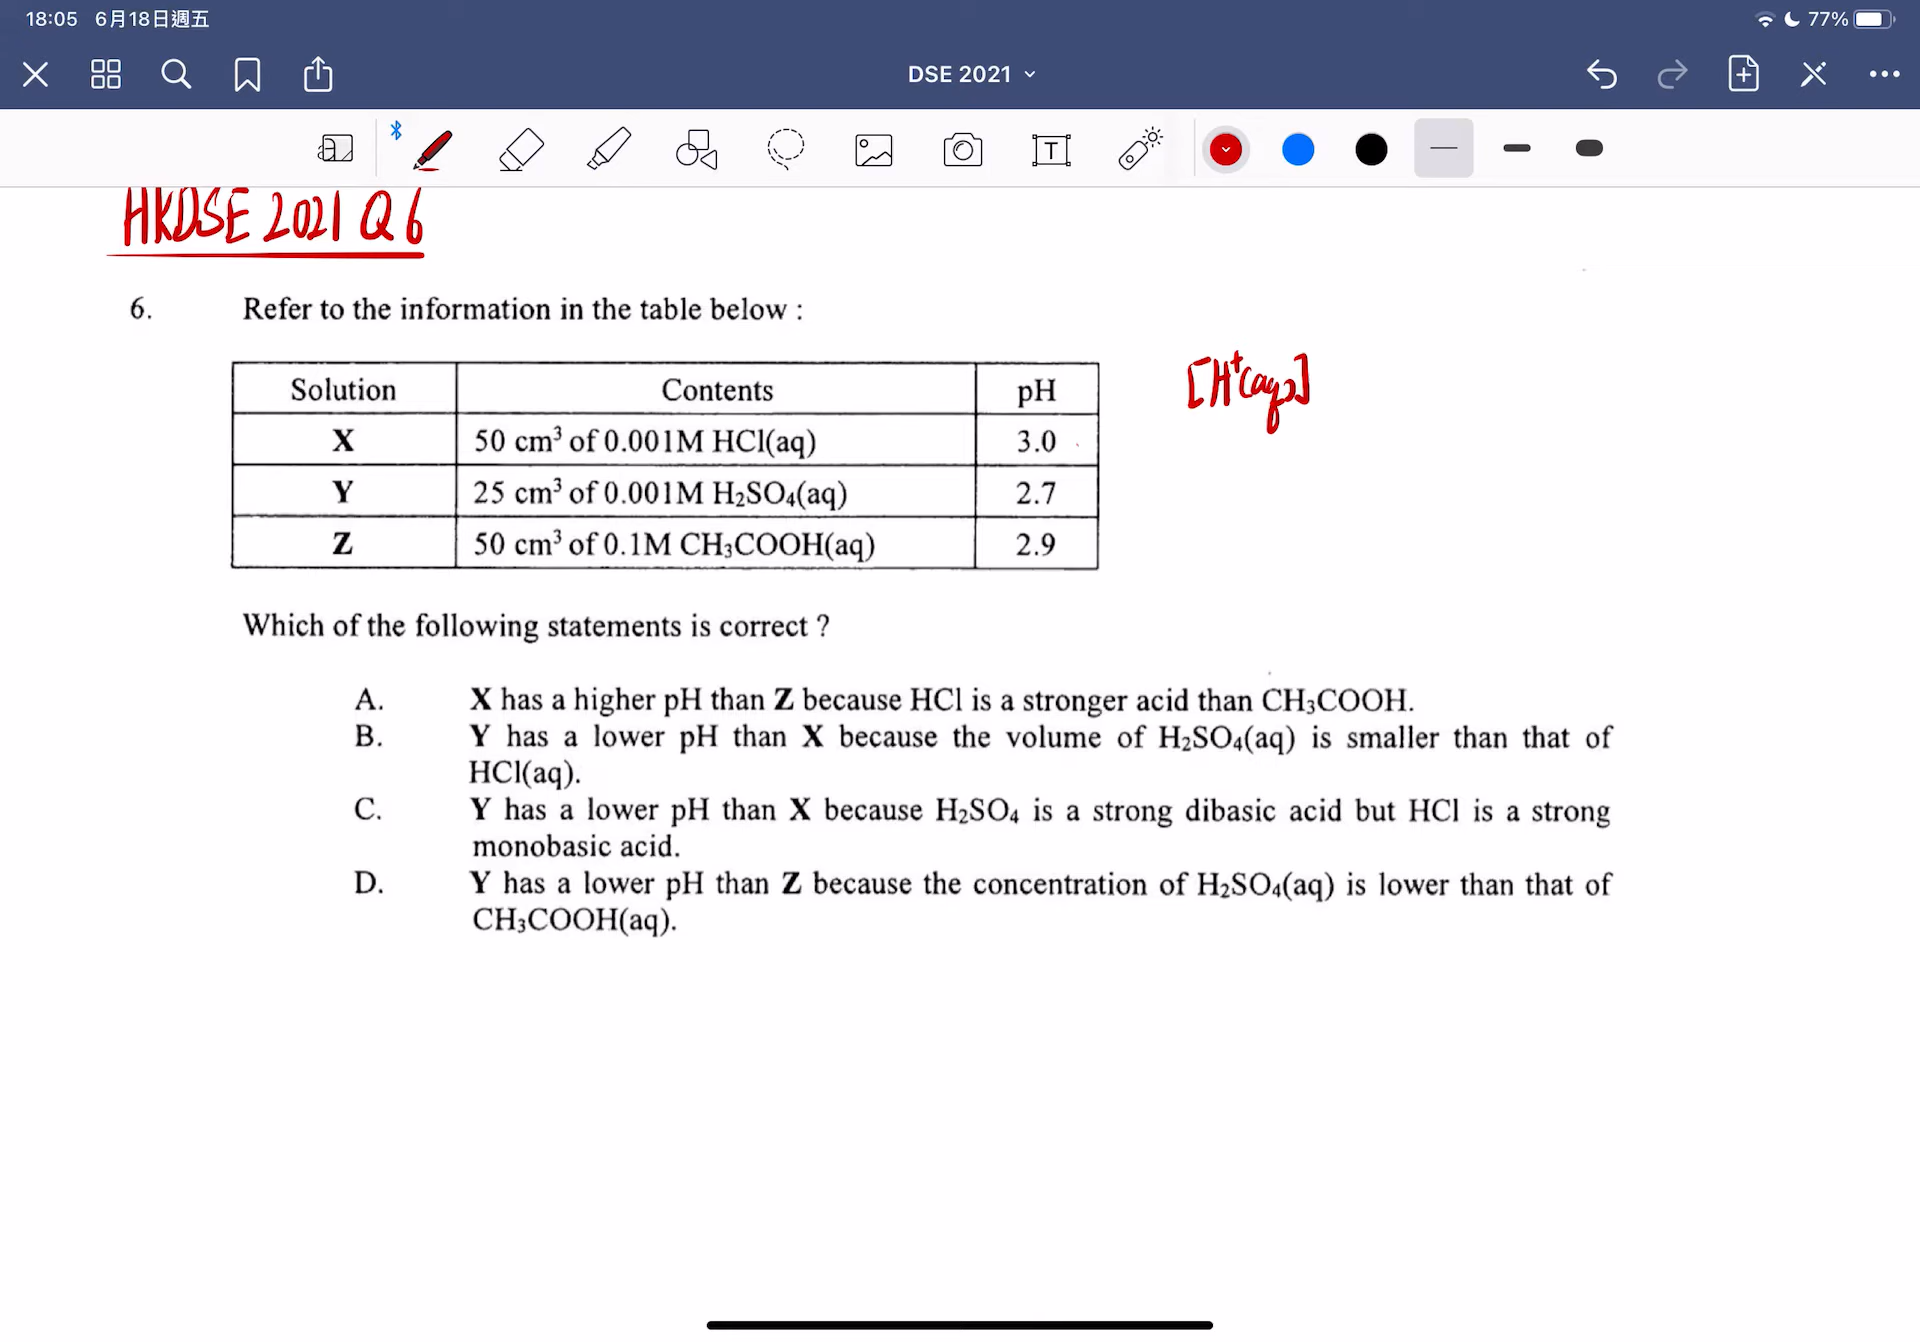 18:05 6月18日週五
77%
DSE 2021
T
HKDSE 2021 Q6
6. Refer to the information in the table below :
Solution Contents pH
X 50 cm³ of 0.001M HCl(aq) 3.0
Y 25 cm³ of 0.001M H₂SO₄(aq) 2.7
Z 50 cm³ of 0.1M CH₃COOH(aq) 2.9
[H⁺(aq)]
Which of the following statements is correct ?
A. X has a higher pH than Z because HCl is a stronger acid than CH₃COOH.
B. Y has a lower pH than X because the volume of H₂SO₄(aq) is smaller than that of
HCl(aq).
C. Y has a lower pH than X because H₂SO₄ is a strong dibasic acid but HCl is a strong
monobasic acid.
D. Y has a lower pH than Z because the concentration of H₂SO₄(aq) is lower than that of
CH₃COOH(aq).